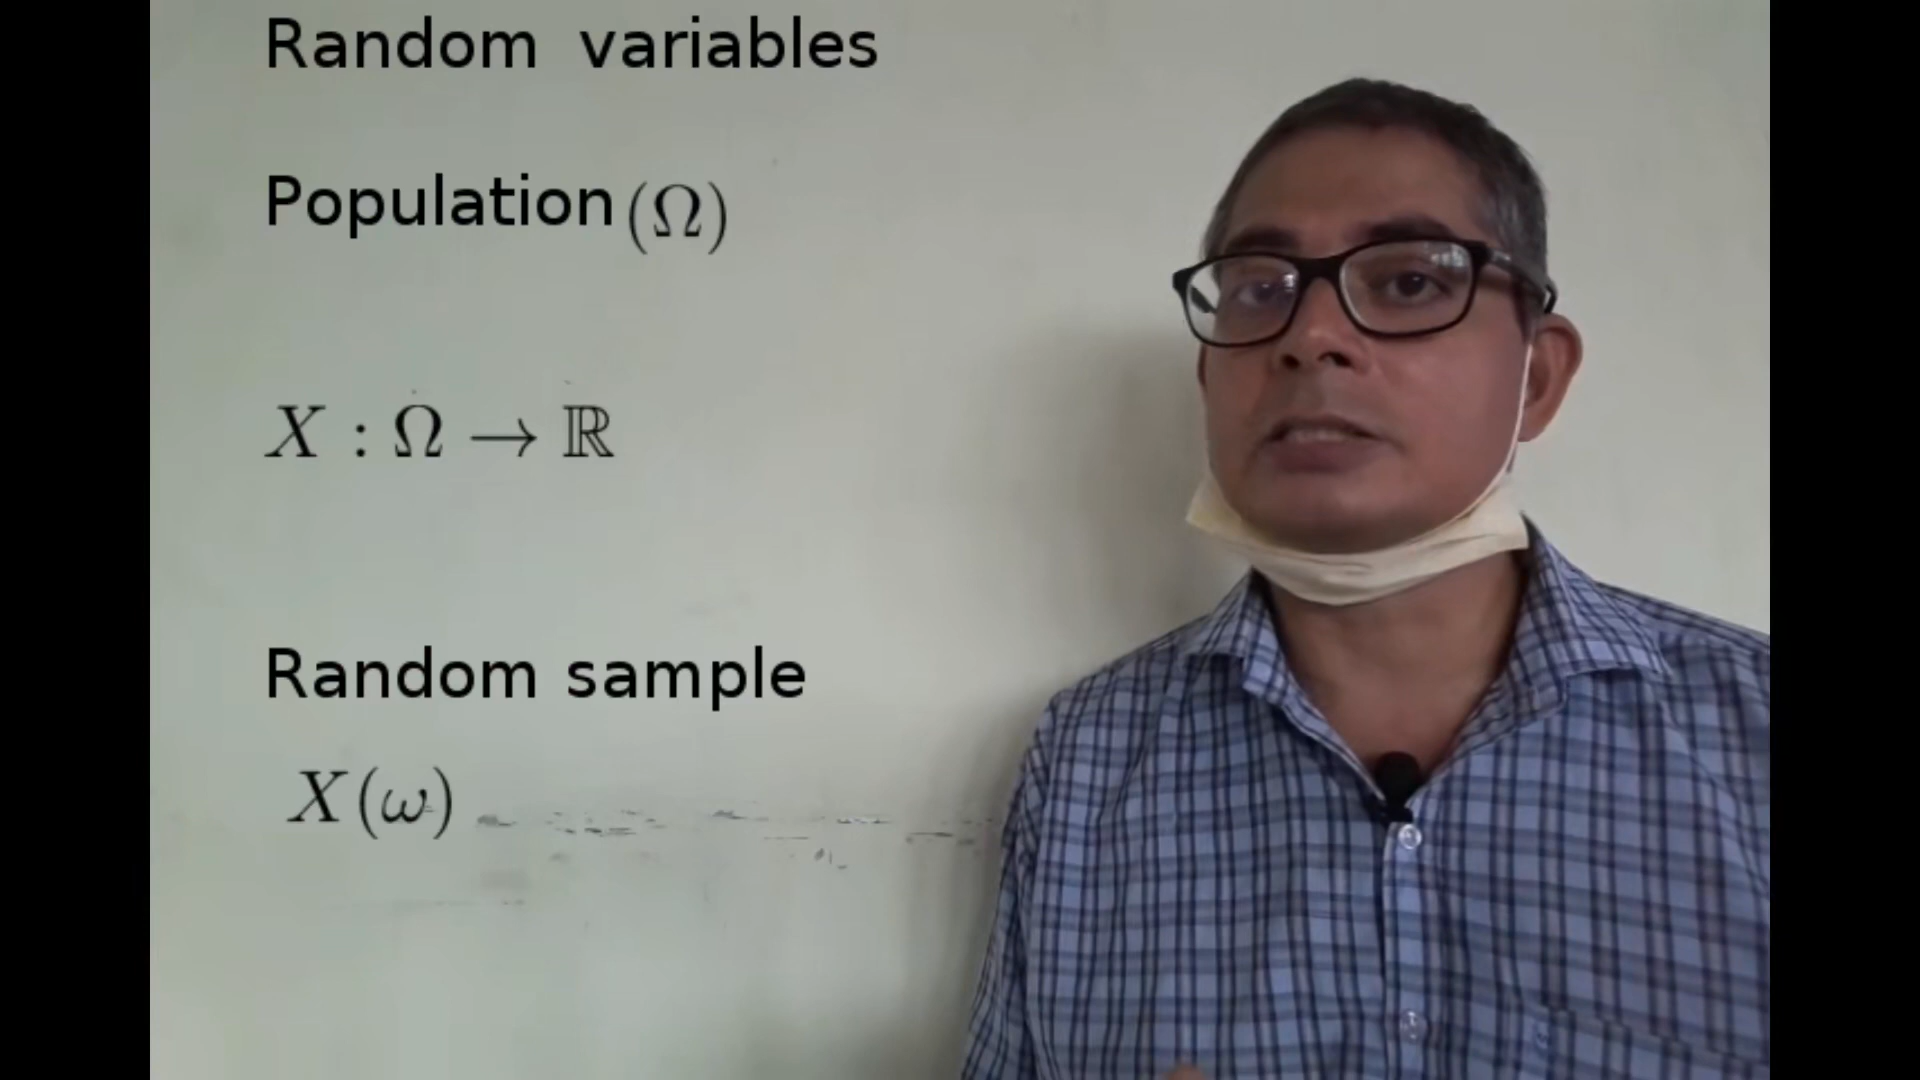 Random variables
Population (Ω)
X : Ω → ℝ
Random sample
X(ω)